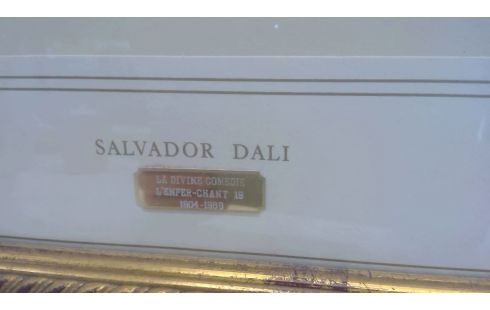 SALVADOR DALI
LA DIVINE COMEDIE
L'ENFER-CHANT 19
1904-1989